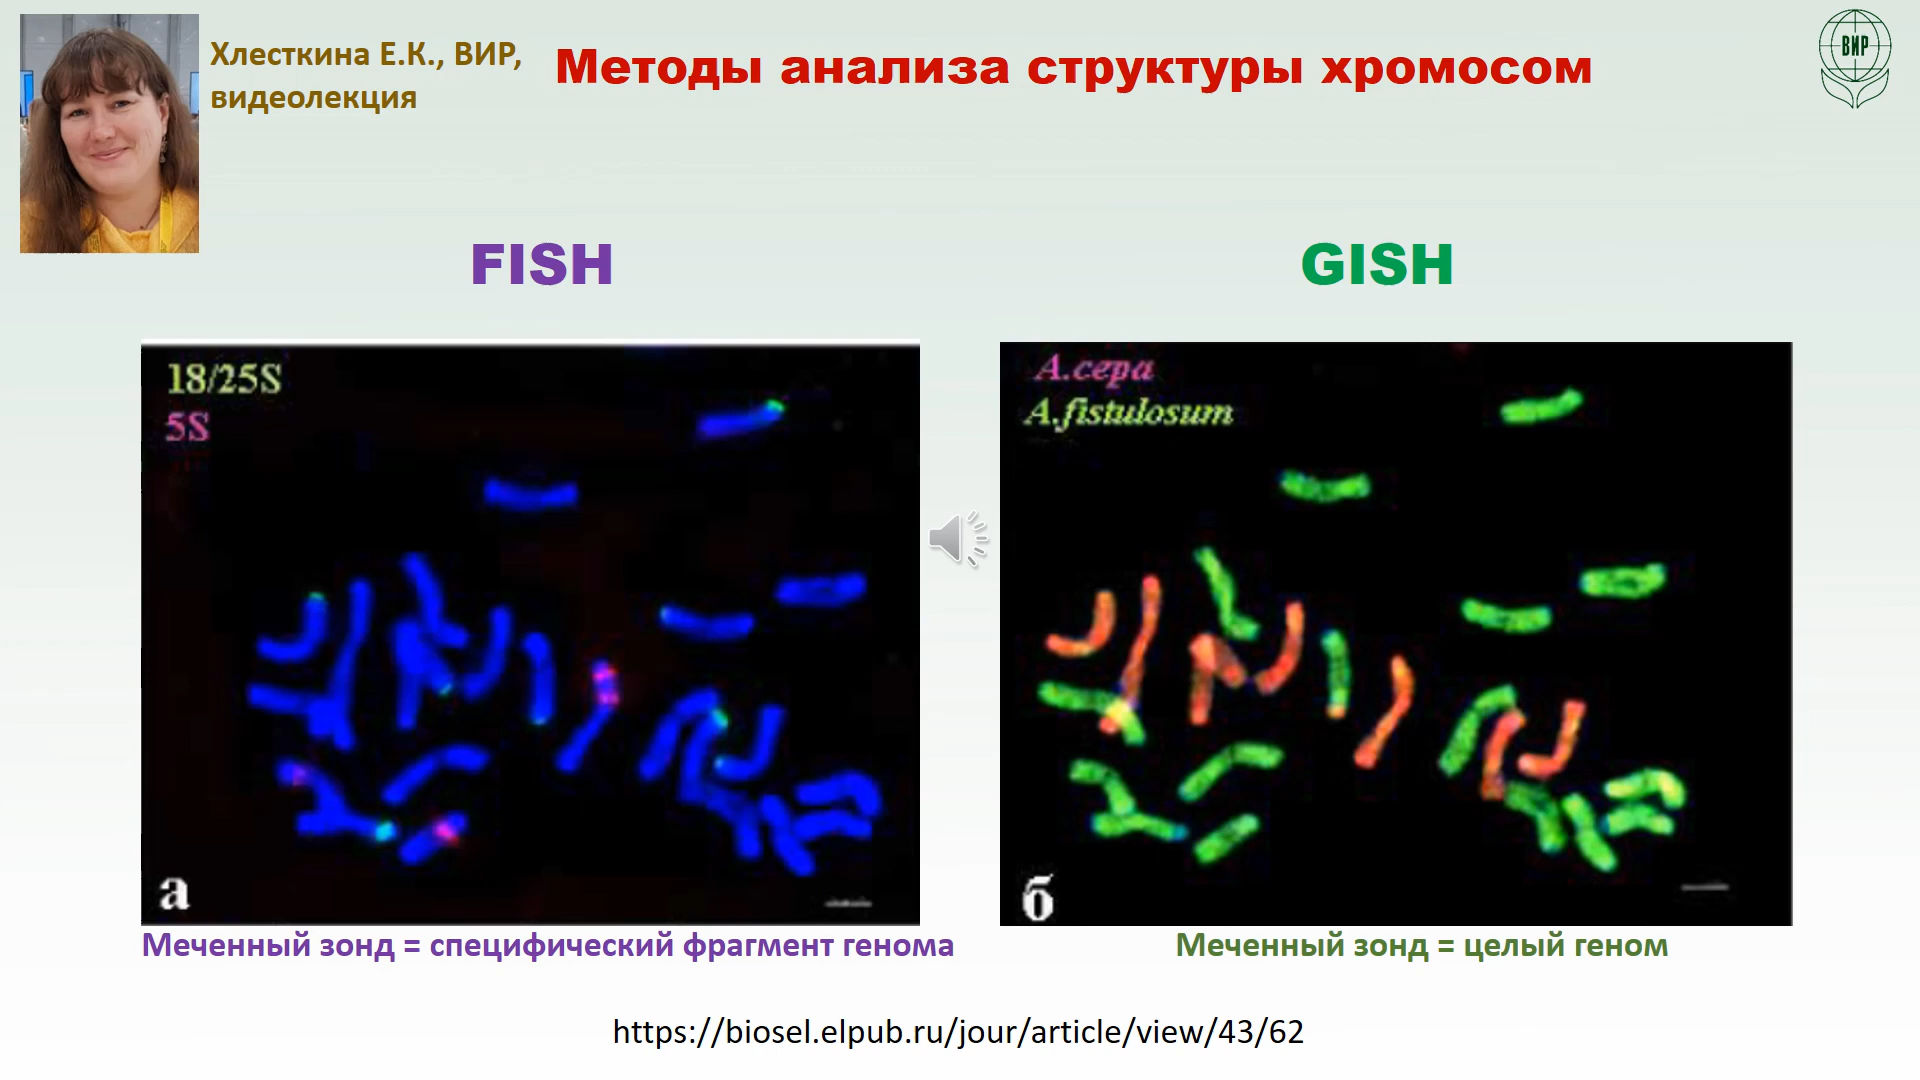 Хлесткина Е.К., ВИР,
видеолекция
Методы анализа структуры хромосом
ВИР
FISH
GISH
18/25S
5S
а
A.cepa
A.fistulosum
б
Меченный зонд = специфический фрагмент генома
Меченный зонд = целый геном
https://biosel.elpub.ru/jour/article/view/43/62